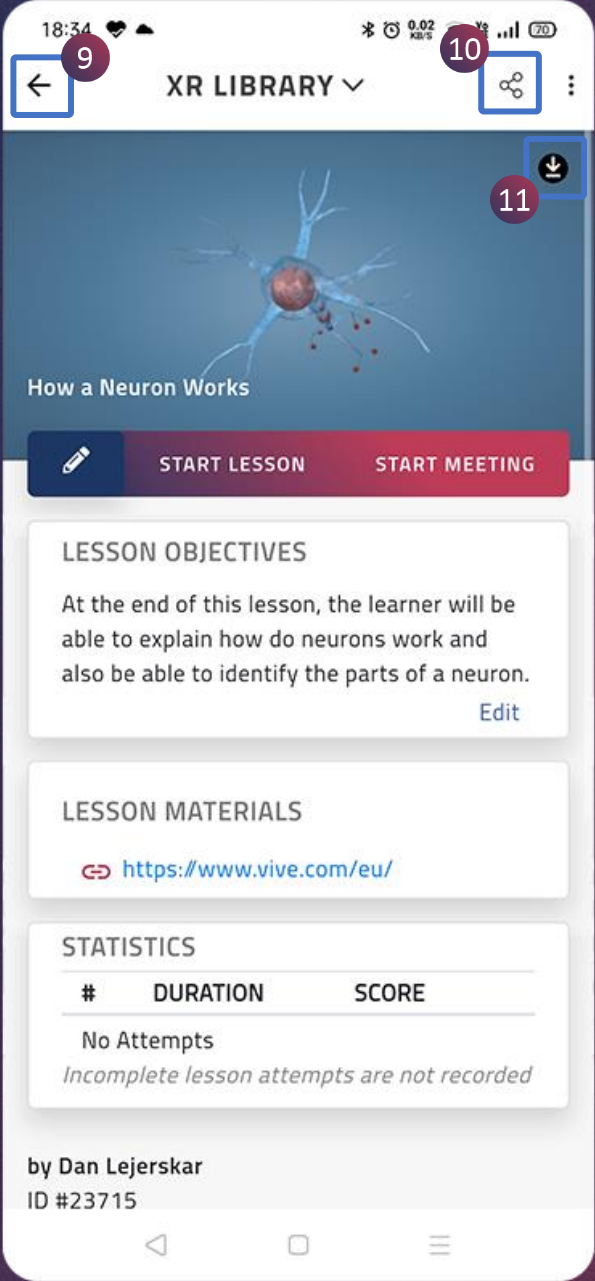 18:34 0.02 KB/S 70
9
10
XR LIBRARY
11
How a Neuron Works
START LESSON START MEETING
LESSON OBJECTIVES
At the end of this lesson, the learner will be
able to explain how do neurons work and
also be able to identify the parts of a neuron.
Edit
LESSON MATERIALS
https://www.vive.com/eu/
STATISTICS
# DURATION SCORE
No Attempts
Incomplete lesson attempts are not recorded
by Dan Lejerskar
ID #23715